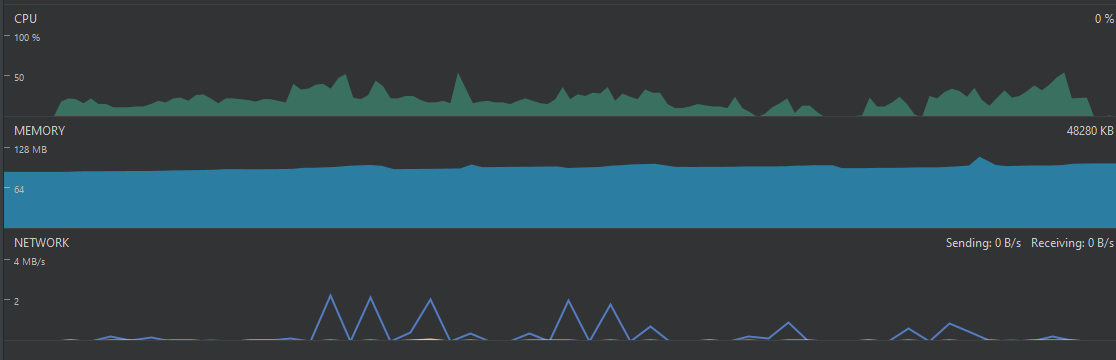 CPU 0 %
100 %
50
MEMORY 48280 KB
128 MB
64
NETWORK Sending: 0 B/s Receiving: 0 B/s
4 MB/s
2